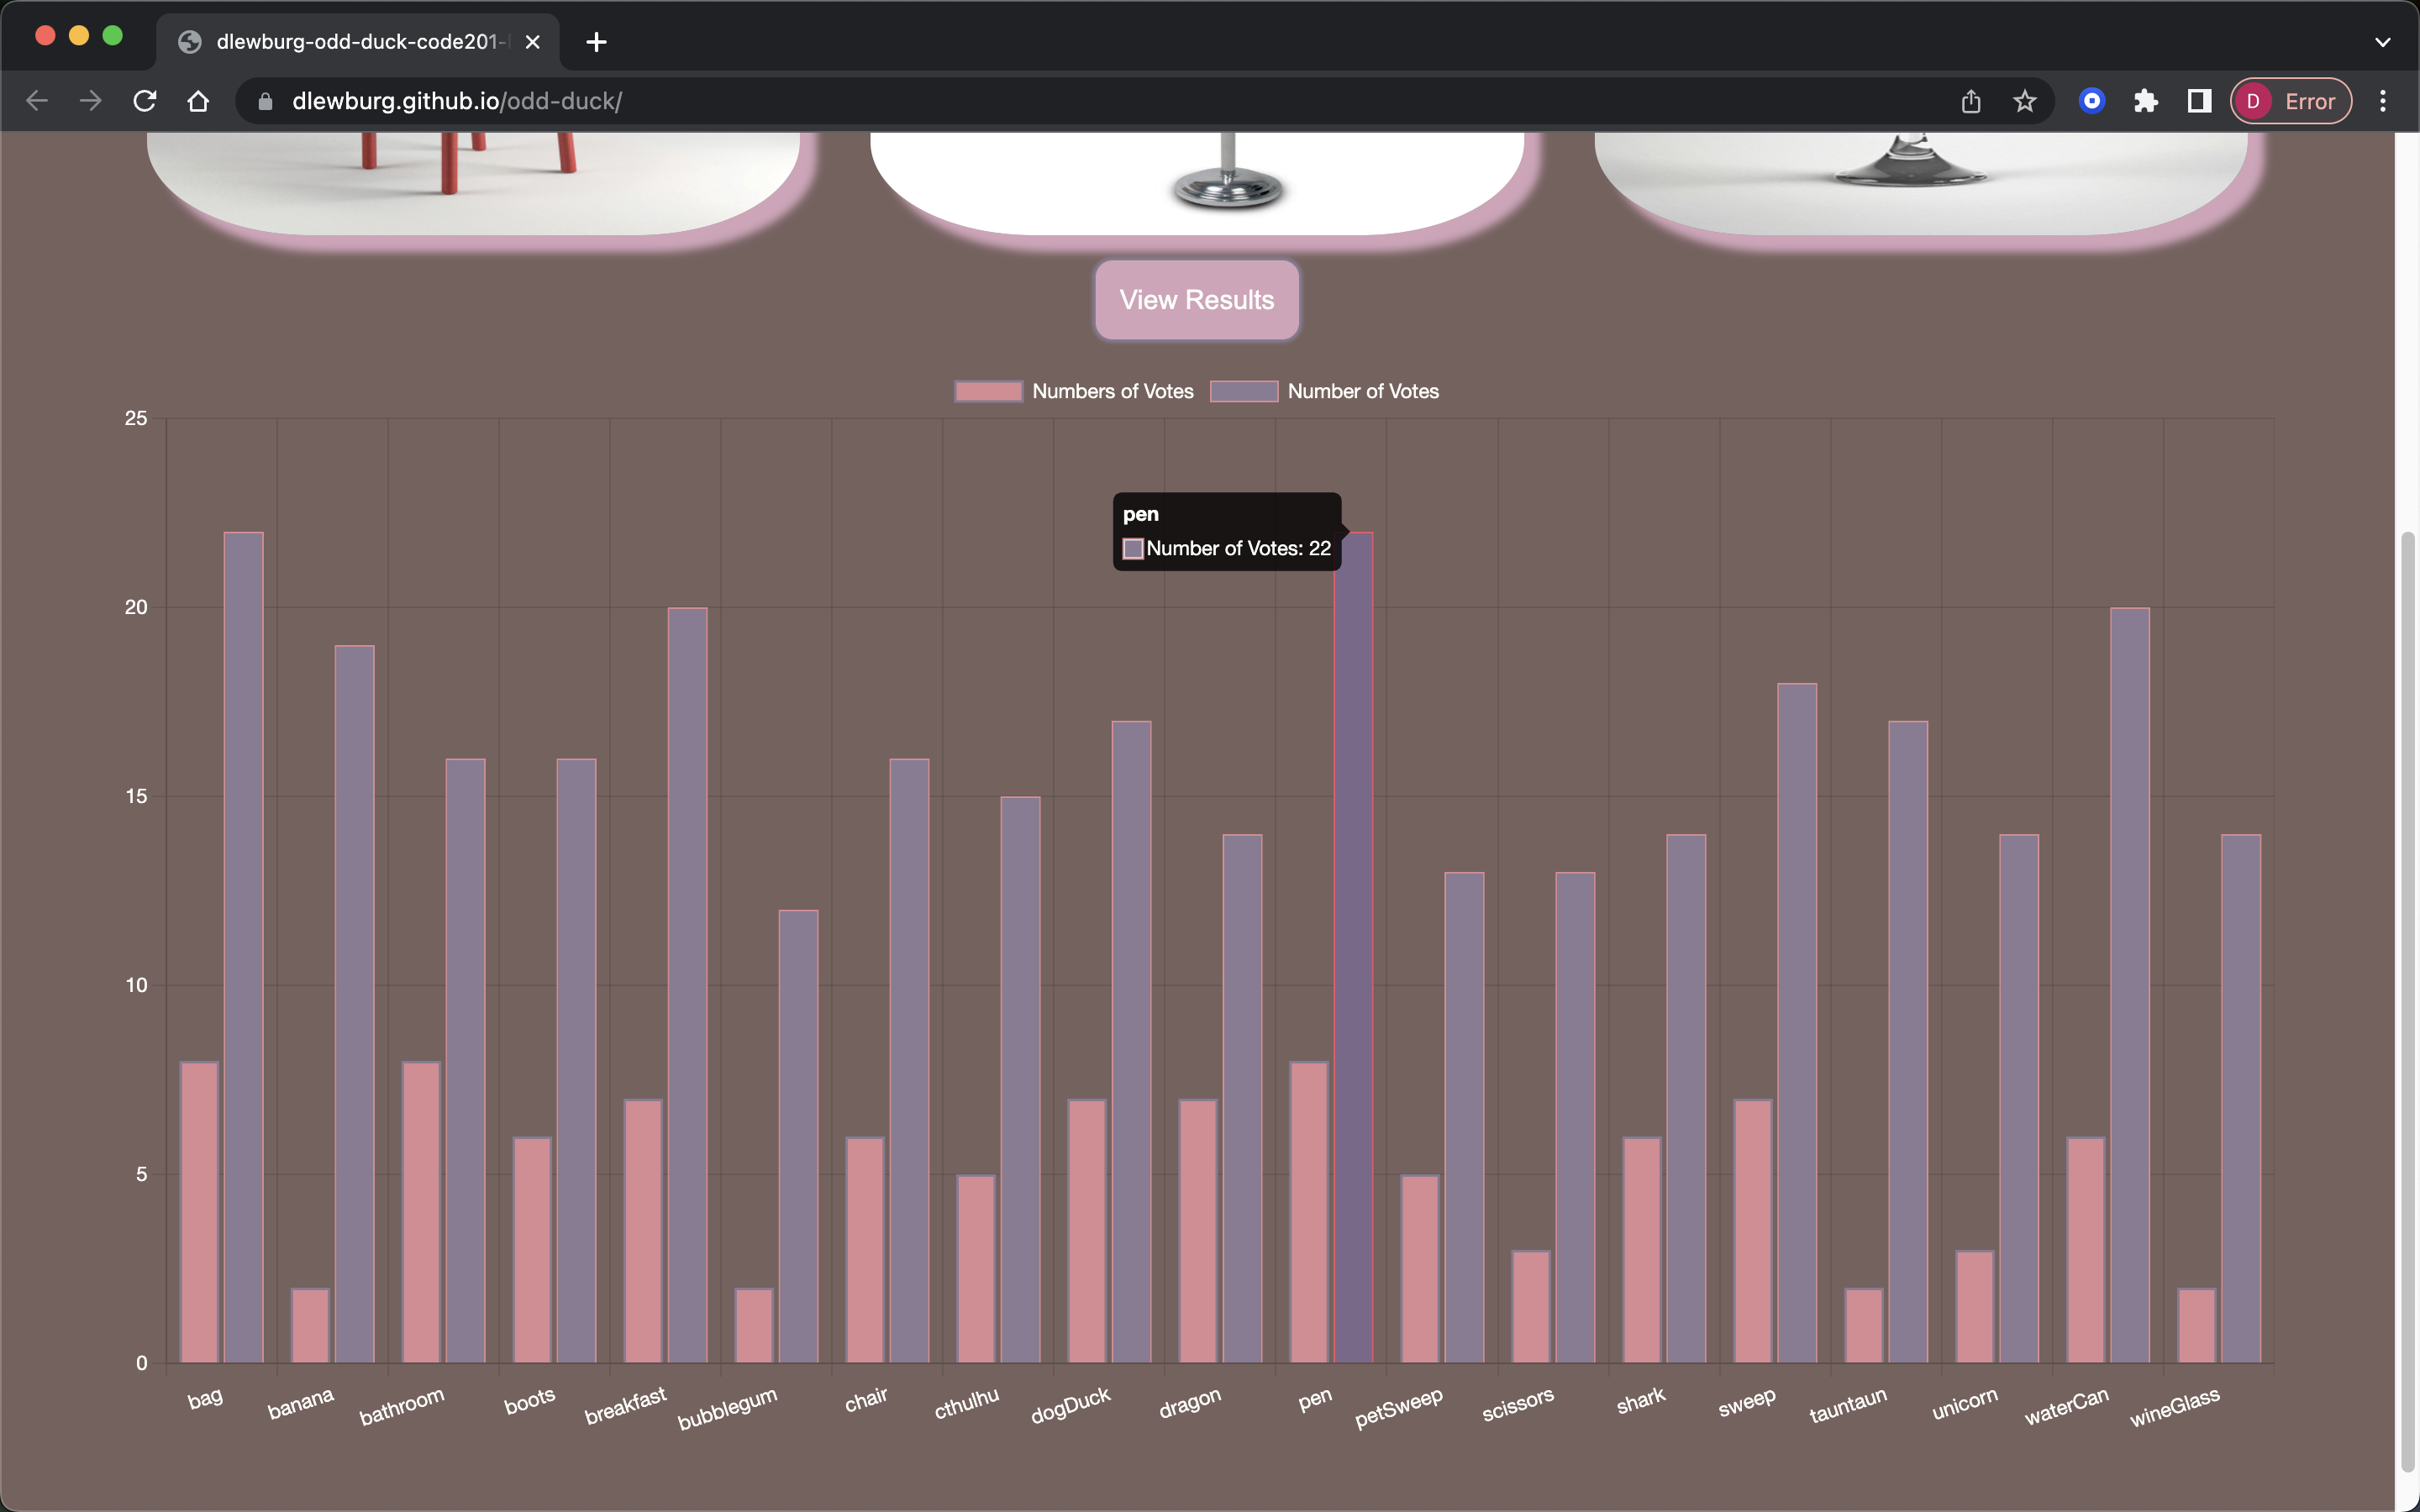 dlewburg-odd-duck-code201-
dlewburg.github.io/odd-duck/
D Error
View Results
Numbers of Votes Number of Votes
25
20
15
10
5
0
pen
Number of Votes: 22
bag banana bathroom boots breakfast bubblegum chair cthulhu dogDuck dragon pen petSweep scissors shark sweep tauntaun unicorn waterCan wineGlass